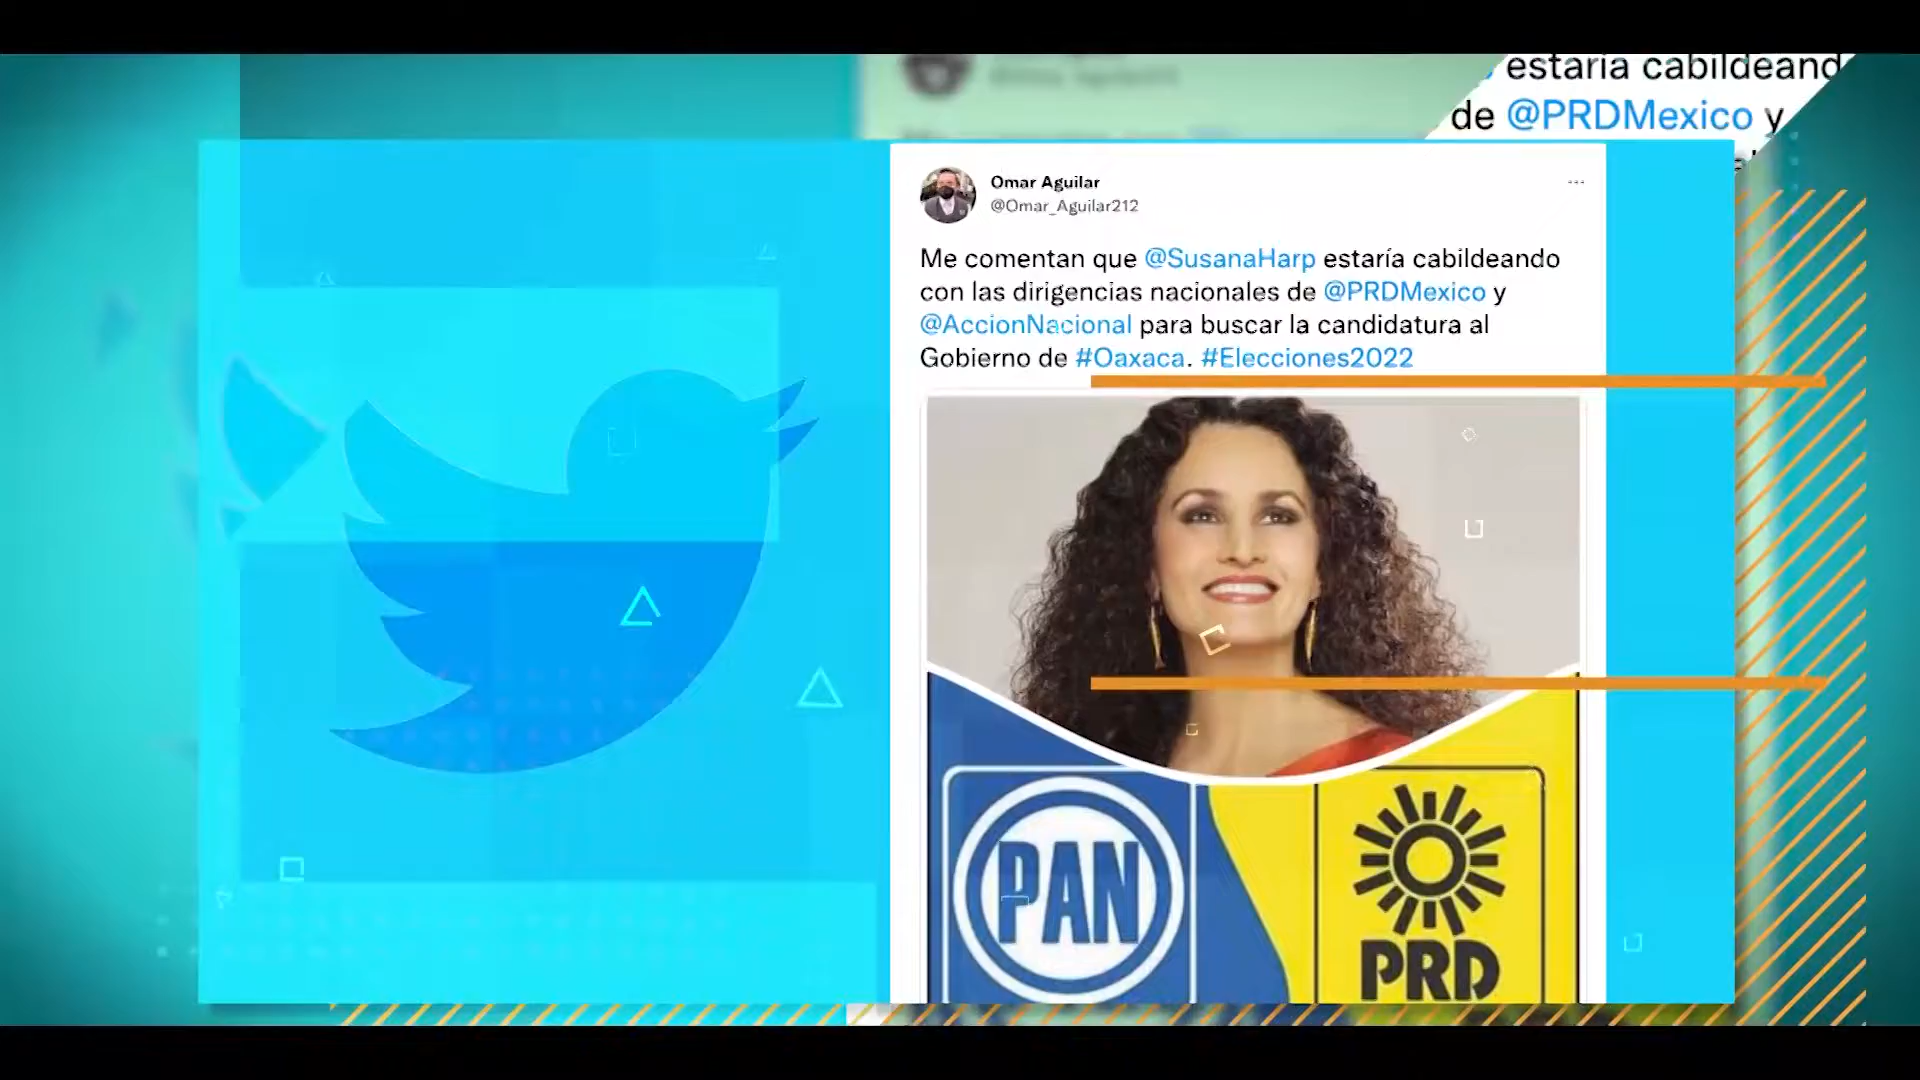 estaría cabildeand
de @PRDMexico y
Omar Aguilar
@Omar_Aguilar212
Me comentan que @SusanaHarp estaría cabildeando
con las dirigencias nacionales de @PRDMexico y
@AccionNacional para buscar la candidatura al
Gobierno de #Oaxaca. #Elecciones2022
PAN
PRD